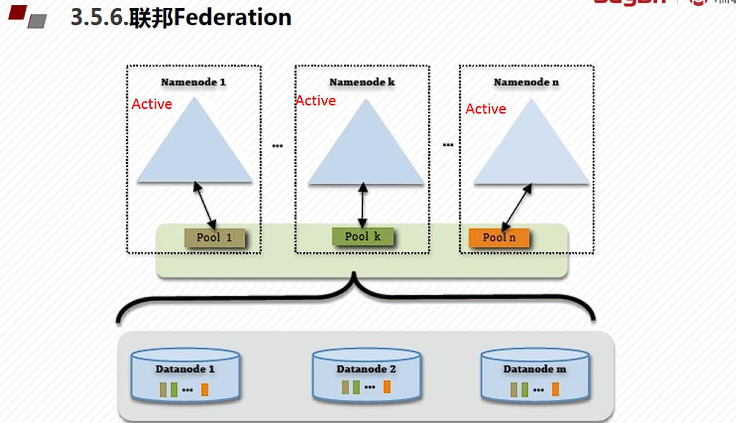 3.5.6.联邦Federation
Namenode 1
Namenode k
Namenode n
Active
Active
Active
...
...
Pool 1
Pool k
Pool n
Datanode 1
Datanode 2
Datanode m
...
...
...